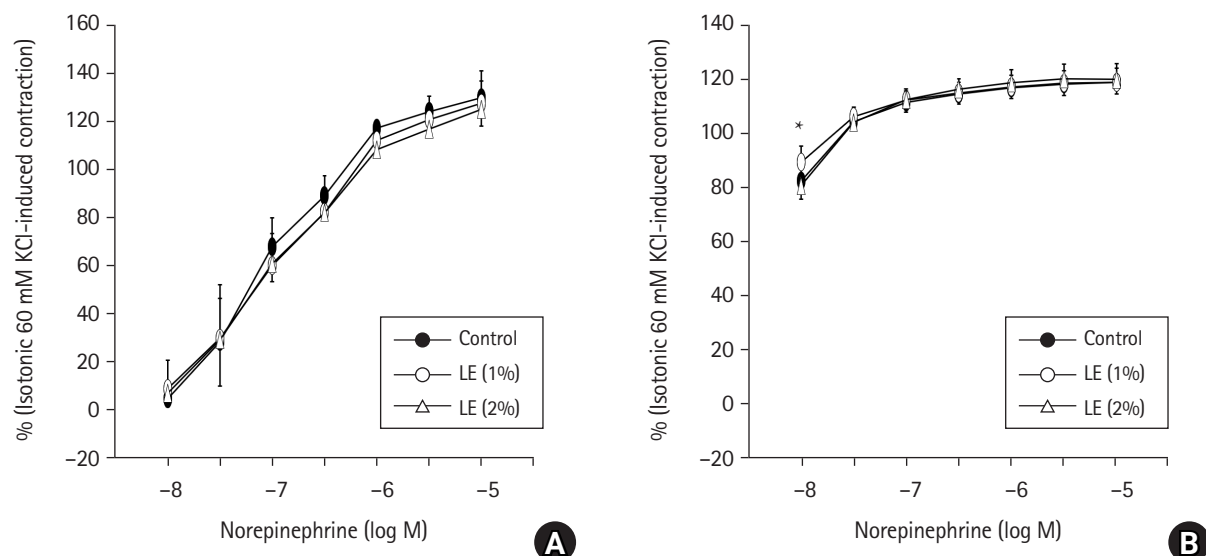 % (Isotonic 60 mM KCl-induced contraction)
160
140
120
100
80
60
40
20
0
−20
−8
−7
−6
−5
Norepinephrine (log M)
Control
LE (1%)
LE (2%)
A
% (Isotonic 60 mM KCl-induced contraction)
140
120
100
80
60
40
20
0
−20
*
−8
−7
−6
−5
Norepinephrine (log M)
Control
LE (1%)
LE (2%)
B